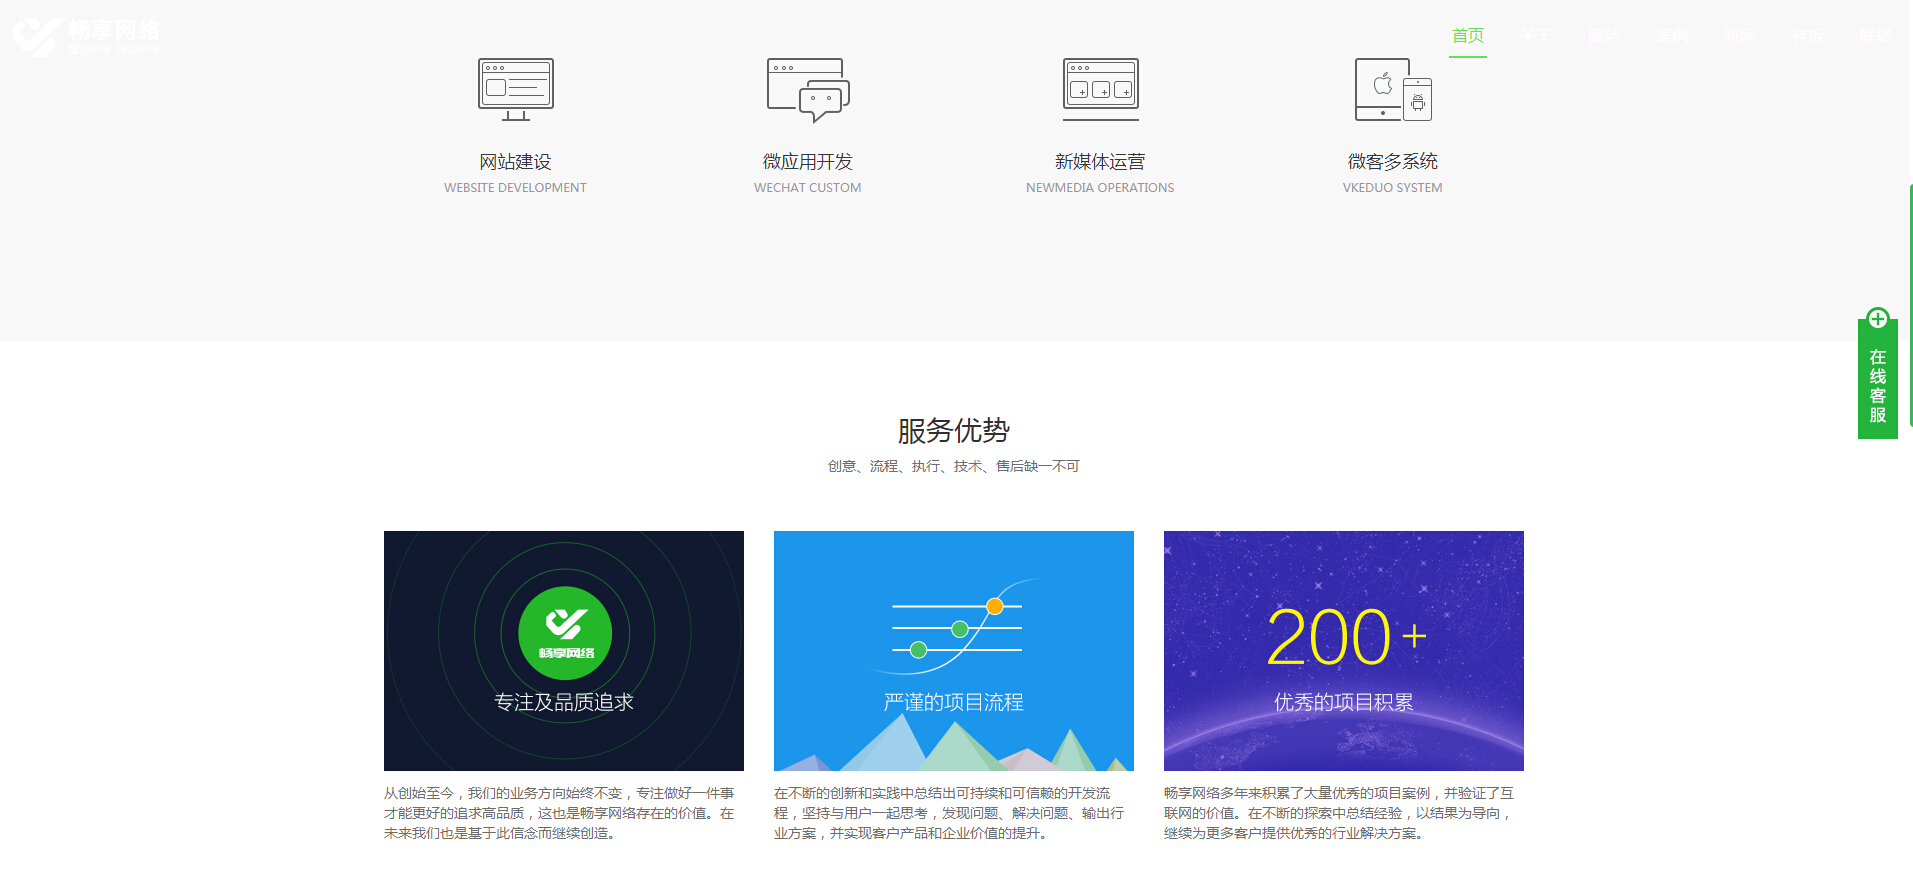 畅享网络
首页 关于 服务 案例 新闻 样板 联络
网站建设
WEBSITE DEVELOPMENT
微应用开发
WECHAT CUSTOM
新媒体运营
NEWMEDIA OPERATIONS
微客多系统
VKEDUO SYSTEM
在线客服
服务优势
创意、流程、执行、技术、售后缺一不可
畅享网络
专注及品质追求
严谨的项目流程
200+
优秀的项目积累
从创始至今，我们的业务方向始终不变，专注做好一件事
才能更好的追求高品质，这也是畅享网络存在的价值。在
未来我们也是基于此信念而继续创造。
在不断的创新和实践中总结出可持续和可信赖的开发流
程，坚持与用户一起思考，发现问题、解决问题、输出行
业方案，并实现客户产品和企业价值的提升。
畅享网络多年来积累了大量优秀的项目案例，并验证了互
联网的价值。在不断的探索中总结经验，以结果为导向，
继续为更多客户提供优秀的行业解决方案。